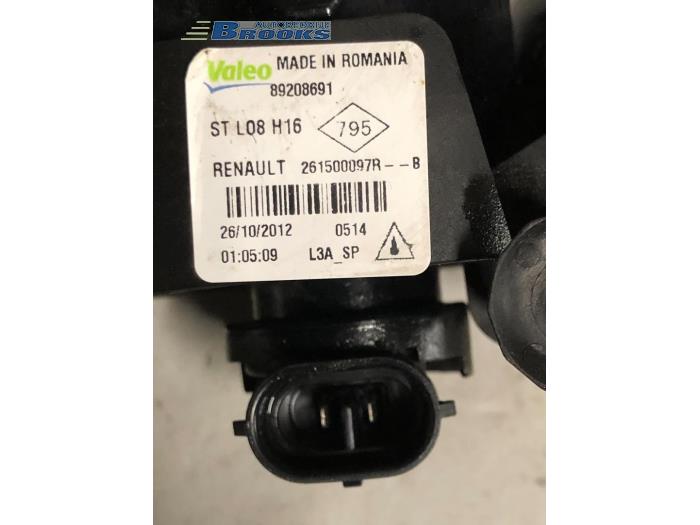 AUTOBEDRIJF
BROOKS
Valeo MADE IN ROMANIA
89208691
ST L08 H16 795
RENAULT 261500097R--B
26/10/2012 0514
01:05:09 L3A_SP